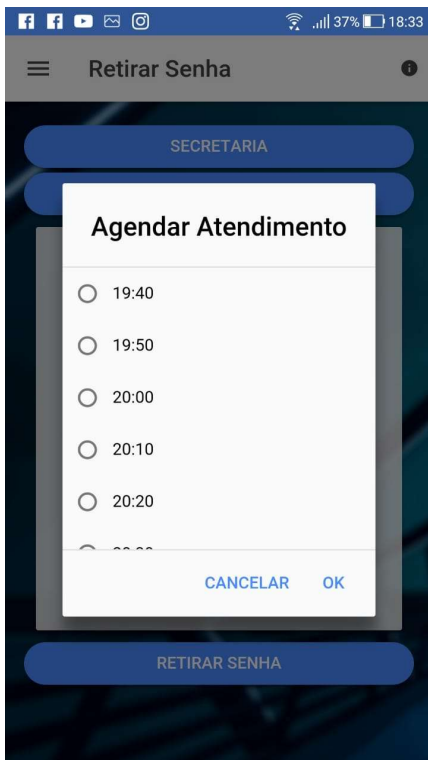 37% 18:33
Retirar Senha
SECRETARIA
Agendar Atendimento
19:40
19:50
20:00
20:10
20:20
CANCELAR OK
RETIRAR SENHA